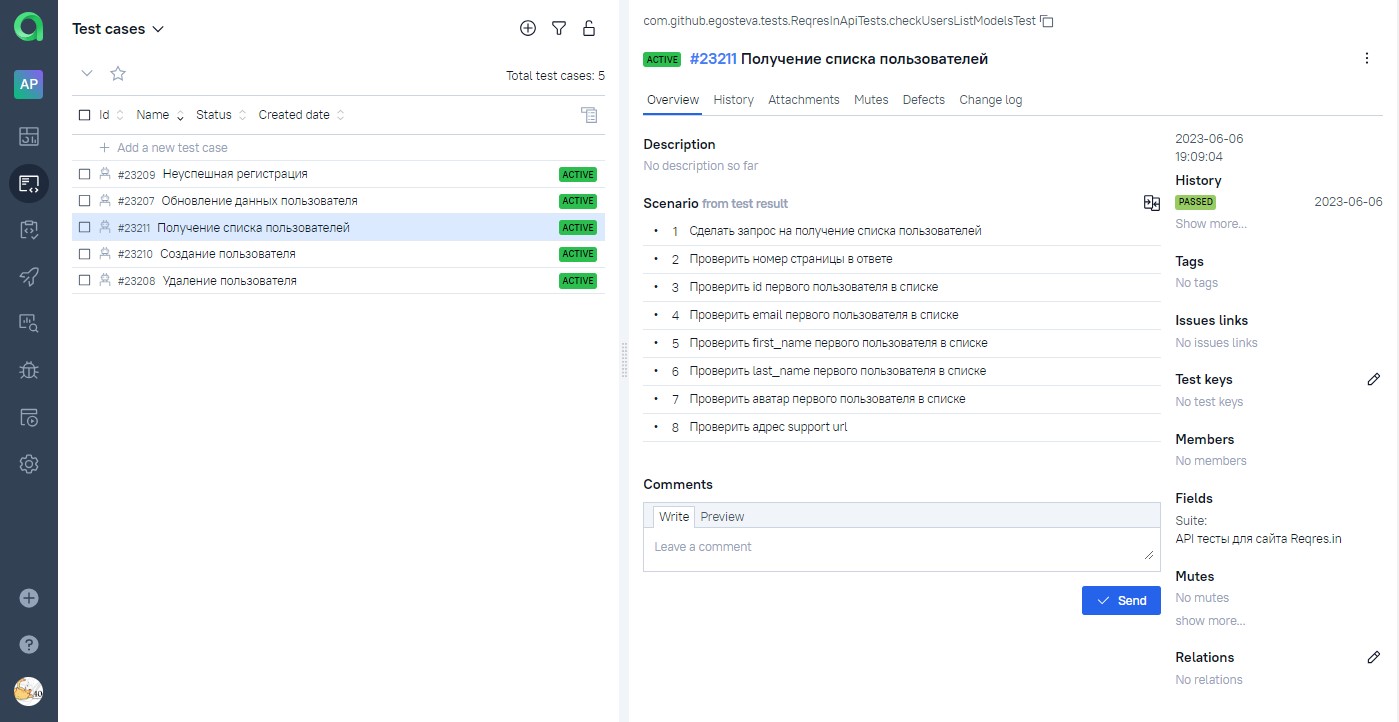 Test cases
Total test cases: 5
Id Name Status Created date
Add a new test case
#23209 Неуспешная регистрация ACTIVE
#23207 Обновление данных пользователя ACTIVE
#23211 Получение списка пользователей ACTIVE
#23210 Создание пользователя ACTIVE
#23208 Удаление пользователя ACTIVE
AP
com.github.egosteva.tests.ReqresInApiTests.checkUsersListModelsTest
ACTIVE #23211 Получение списка пользователей
Overview History Attachments Mutes Defects Change log
Description
No description so far
Scenario from test result
1 Сделать запрос на получение списка пользователей
2 Проверить номер страницы в ответе
3 Проверить id первого пользователя в списке
4 Проверить email первого пользователя в списке
5 Проверить first_name первого пользователя в списке
6 Проверить last_name первого пользователя в списке
7 Проверить аватар первого пользователя в списке
8 Проверить адрес support url
Comments
Write Preview
Leave a comment
Send
2023-06-06
19:09:04
History
PASSED 2023-06-06
Show more...
Tags
No tags
Issues links
No issues links
Test keys
No test keys
Members
No members
Fields
Suite:
API тесты для сайта Reqres.in
Mutes
No mutes
show more...
Relations
No relations